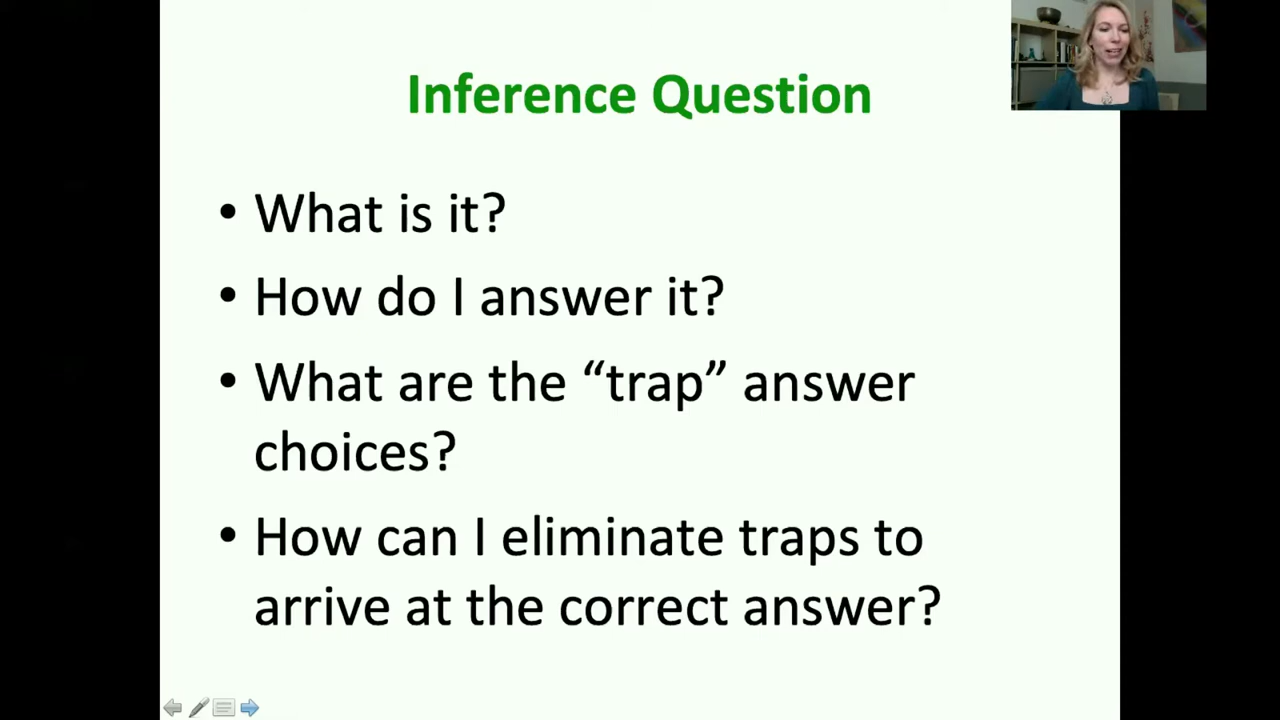 Inference Question
• What is it?
• How do I answer it?
• What are the “trap” answer
choices?
• How can I eliminate traps to
arrive at the correct answer?